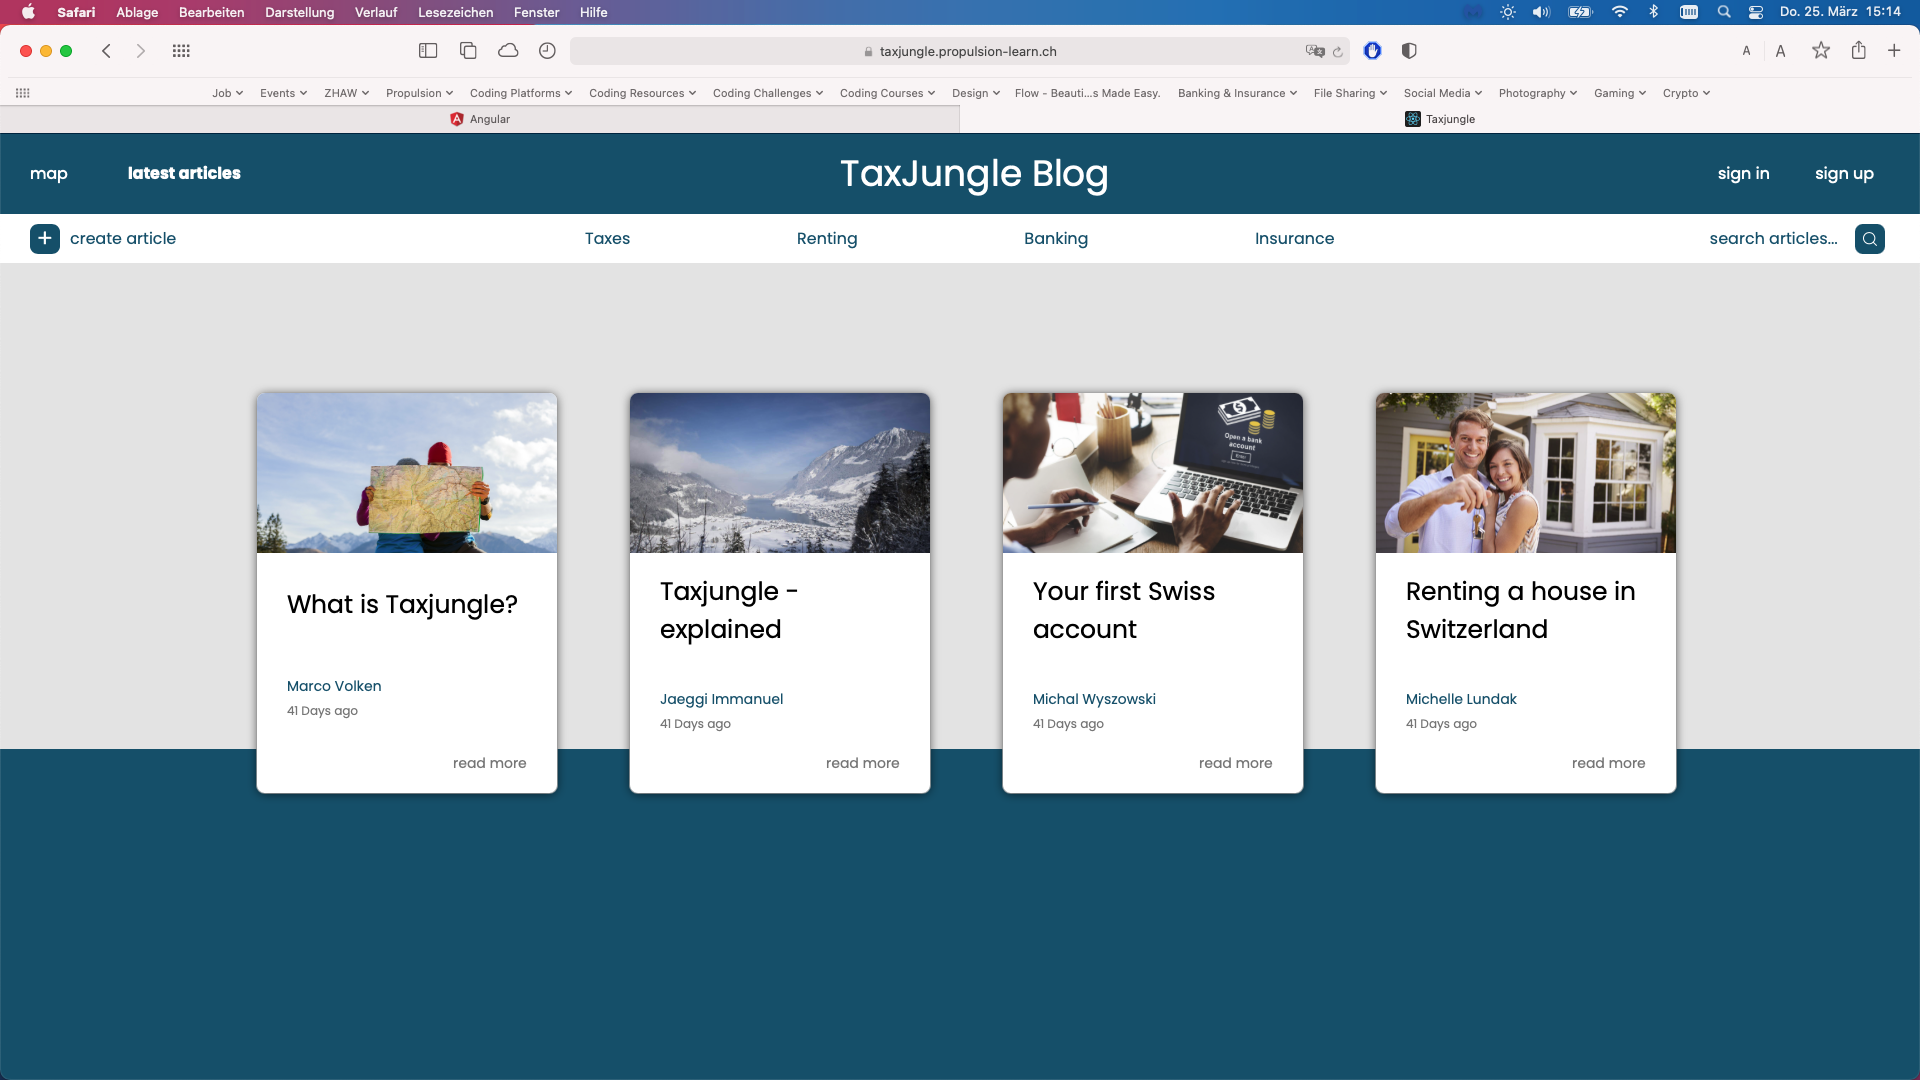 Safari Ablage Bearbeiten Darstellung Verlauf Lesezeichen Fenster Hilfe Do. 25. März 15:14
taxjungle.propulsion-learn.ch A A
Job Events ZHAW Propulsion Coding Platforms Coding Resources Coding Challenges Coding Courses Design Flow - Beauti...s Made Easy. Banking & Insurance File Sharing Social Media Photography Gaming Crypto
Angular Taxjungle
map latest articles TaxJungle Blog sign in sign up
create article Taxes Renting Banking Insurance search articles...
Open a bank
account
What is Taxjungle?
Marco Volken
41 Days ago
read more
Taxjungle -
explained
Jaeggi Immanuel
41 Days ago
read more
Your first Swiss
account
Michal Wyszowski
41 Days ago
read more
Renting a house in
Switzerland
Michelle Lundak
41 Days ago
read more